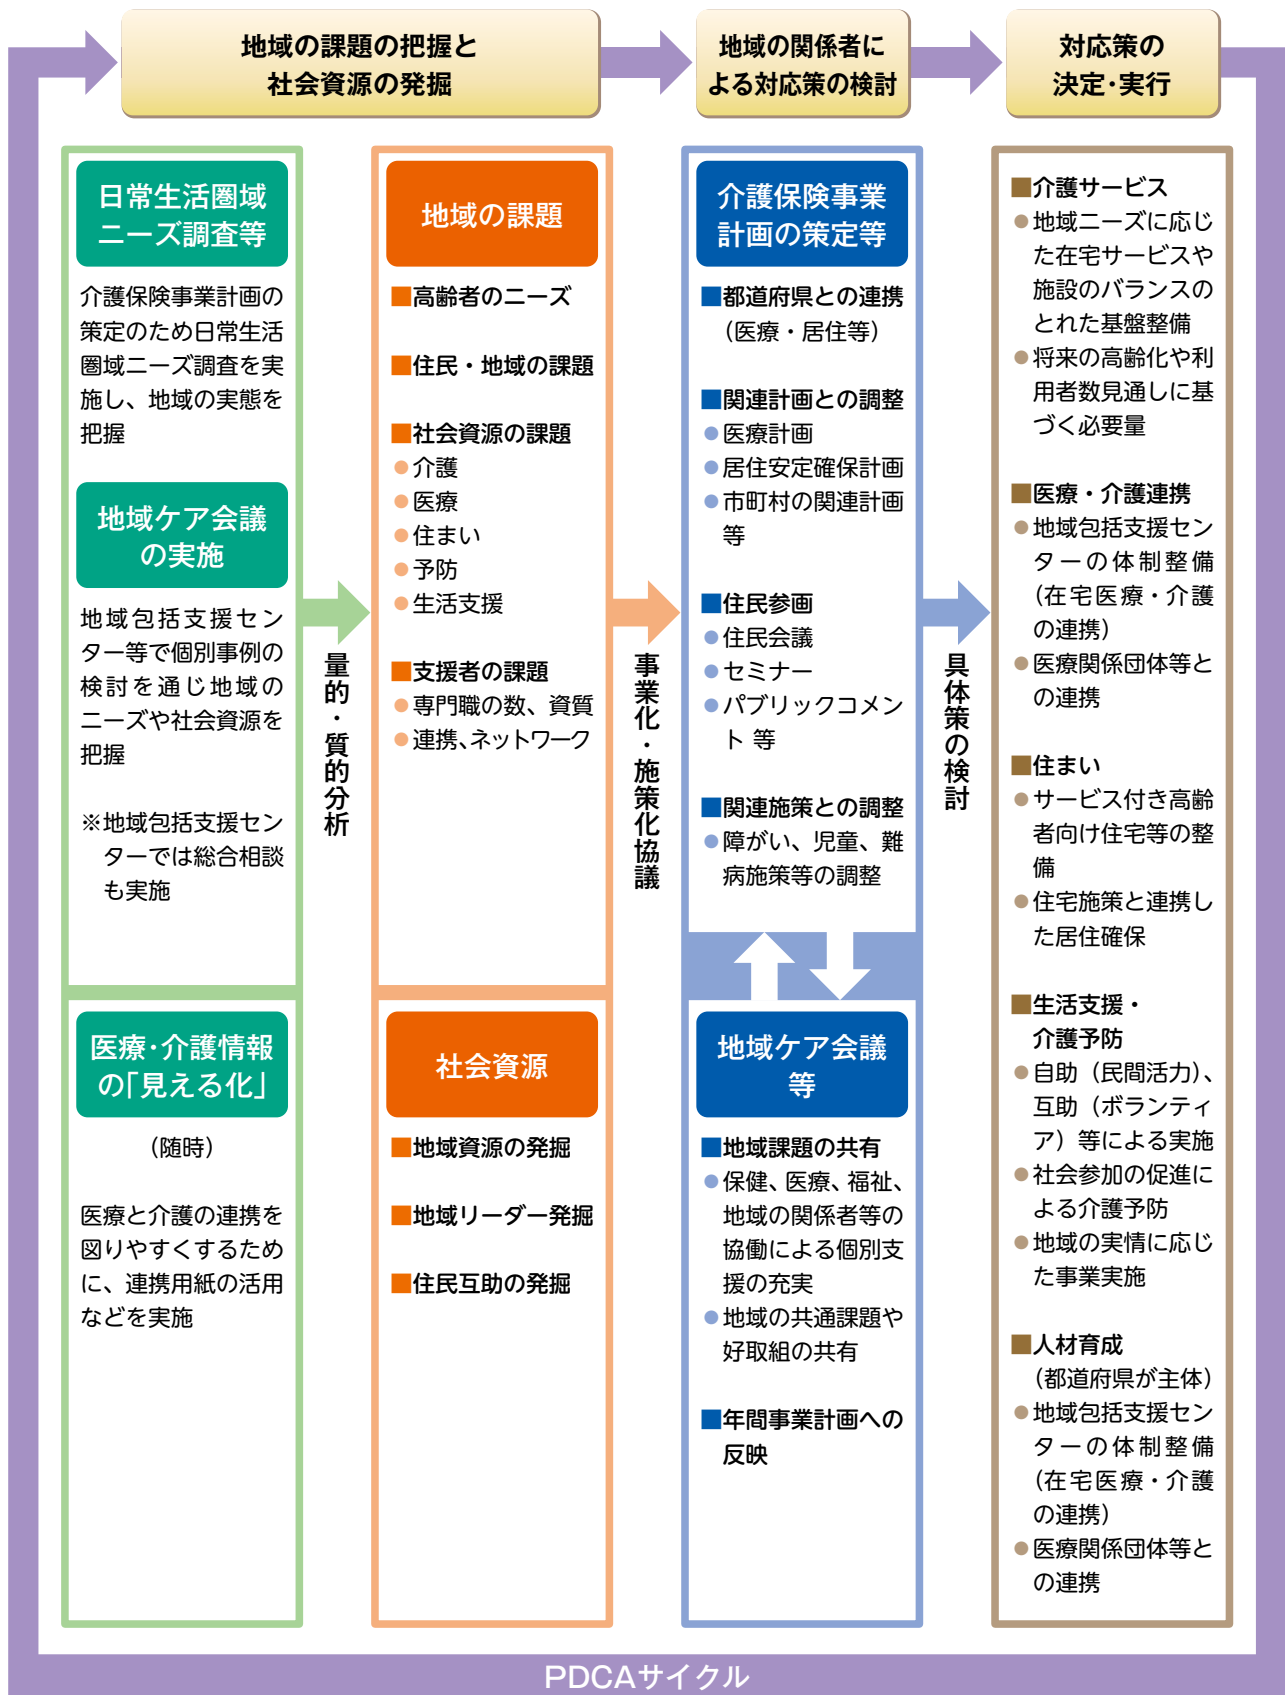 地域の課題の把握と
社会資源の発掘
地域の関係者に
よる対応策の検討
対応策の
決定・実行
日常生活圏域
ニーズ調査等
介護保険事業計画の
策定のため日常生活
圏域ニーズ調査を実
施し、地域の実態を
把握
地域ケア会議
の実施
地域包括支援セン
ター等で個別事例の
検討を通じ地域の
ニーズや社会資源を
把握
※地域包括支援セン
ターでは総合相談
も実施
医療・介護情報
の「見える化」
（随時）
医療と介護の連携を
図りやすくするため
に、連携用紙の活用
などを実施
量的・質的分析
地域の課題
■高齢者のニーズ
■住民・地域の課題
■社会資源の課題
●介護
●医療
●住まい
●予防
●生活支援
■支援者の課題
●専門職の数、資質
●連携、ネットワーク
社会資源
■地域資源の発掘
■地域リーダー発掘
■住民互助の発掘
事業化・施策化協議
介護保険事業
計画の策定等
■都道府県との連携
（医療・居住等）
■関連計画との調整
●医療計画
●居住安定確保計画
●市町村の関連計画
等
■住民参画
●住民会議
●セミナー
●パブリックコメン
ト 等
■関連施策との調整
●障がい、児童、難
病施策等の調整
地域ケア会議
等
■地域課題の共有
●保健、医療、福祉、
地域の関係者等の
協働による個別支
援の充実
●地域の共通課題や
好取組の共有
■年間事業計画への
反映
具体策の検討
■介護サービス
●地域ニーズに応じ
た在宅サービスや
施設のバランスの
とれた基盤整備
●将来の高齢化や利
用者数見通しに基
づく必要量
■医療・介護連携
●地域包括支援セン
ターの体制整備
（在宅医療・介護
の連携）
●医療関係団体等と
の連携
■住まい
●サービス付き高齢
者向け住宅等の整
備
●住宅施策と連携し
た居住確保
■生活支援・
介護予防
●自助（民間活力）、
互助（ボランティ
ア）等による実施
●社会参加の促進に
よる介護予防
●地域の実情に応じ
た事業実施
■人材育成
（都道府県が主体）
●地域包括支援セン
ターの体制整備
（在宅医療・介護
の連携）
●医療関係団体等と
の連携
PDCAサイクル